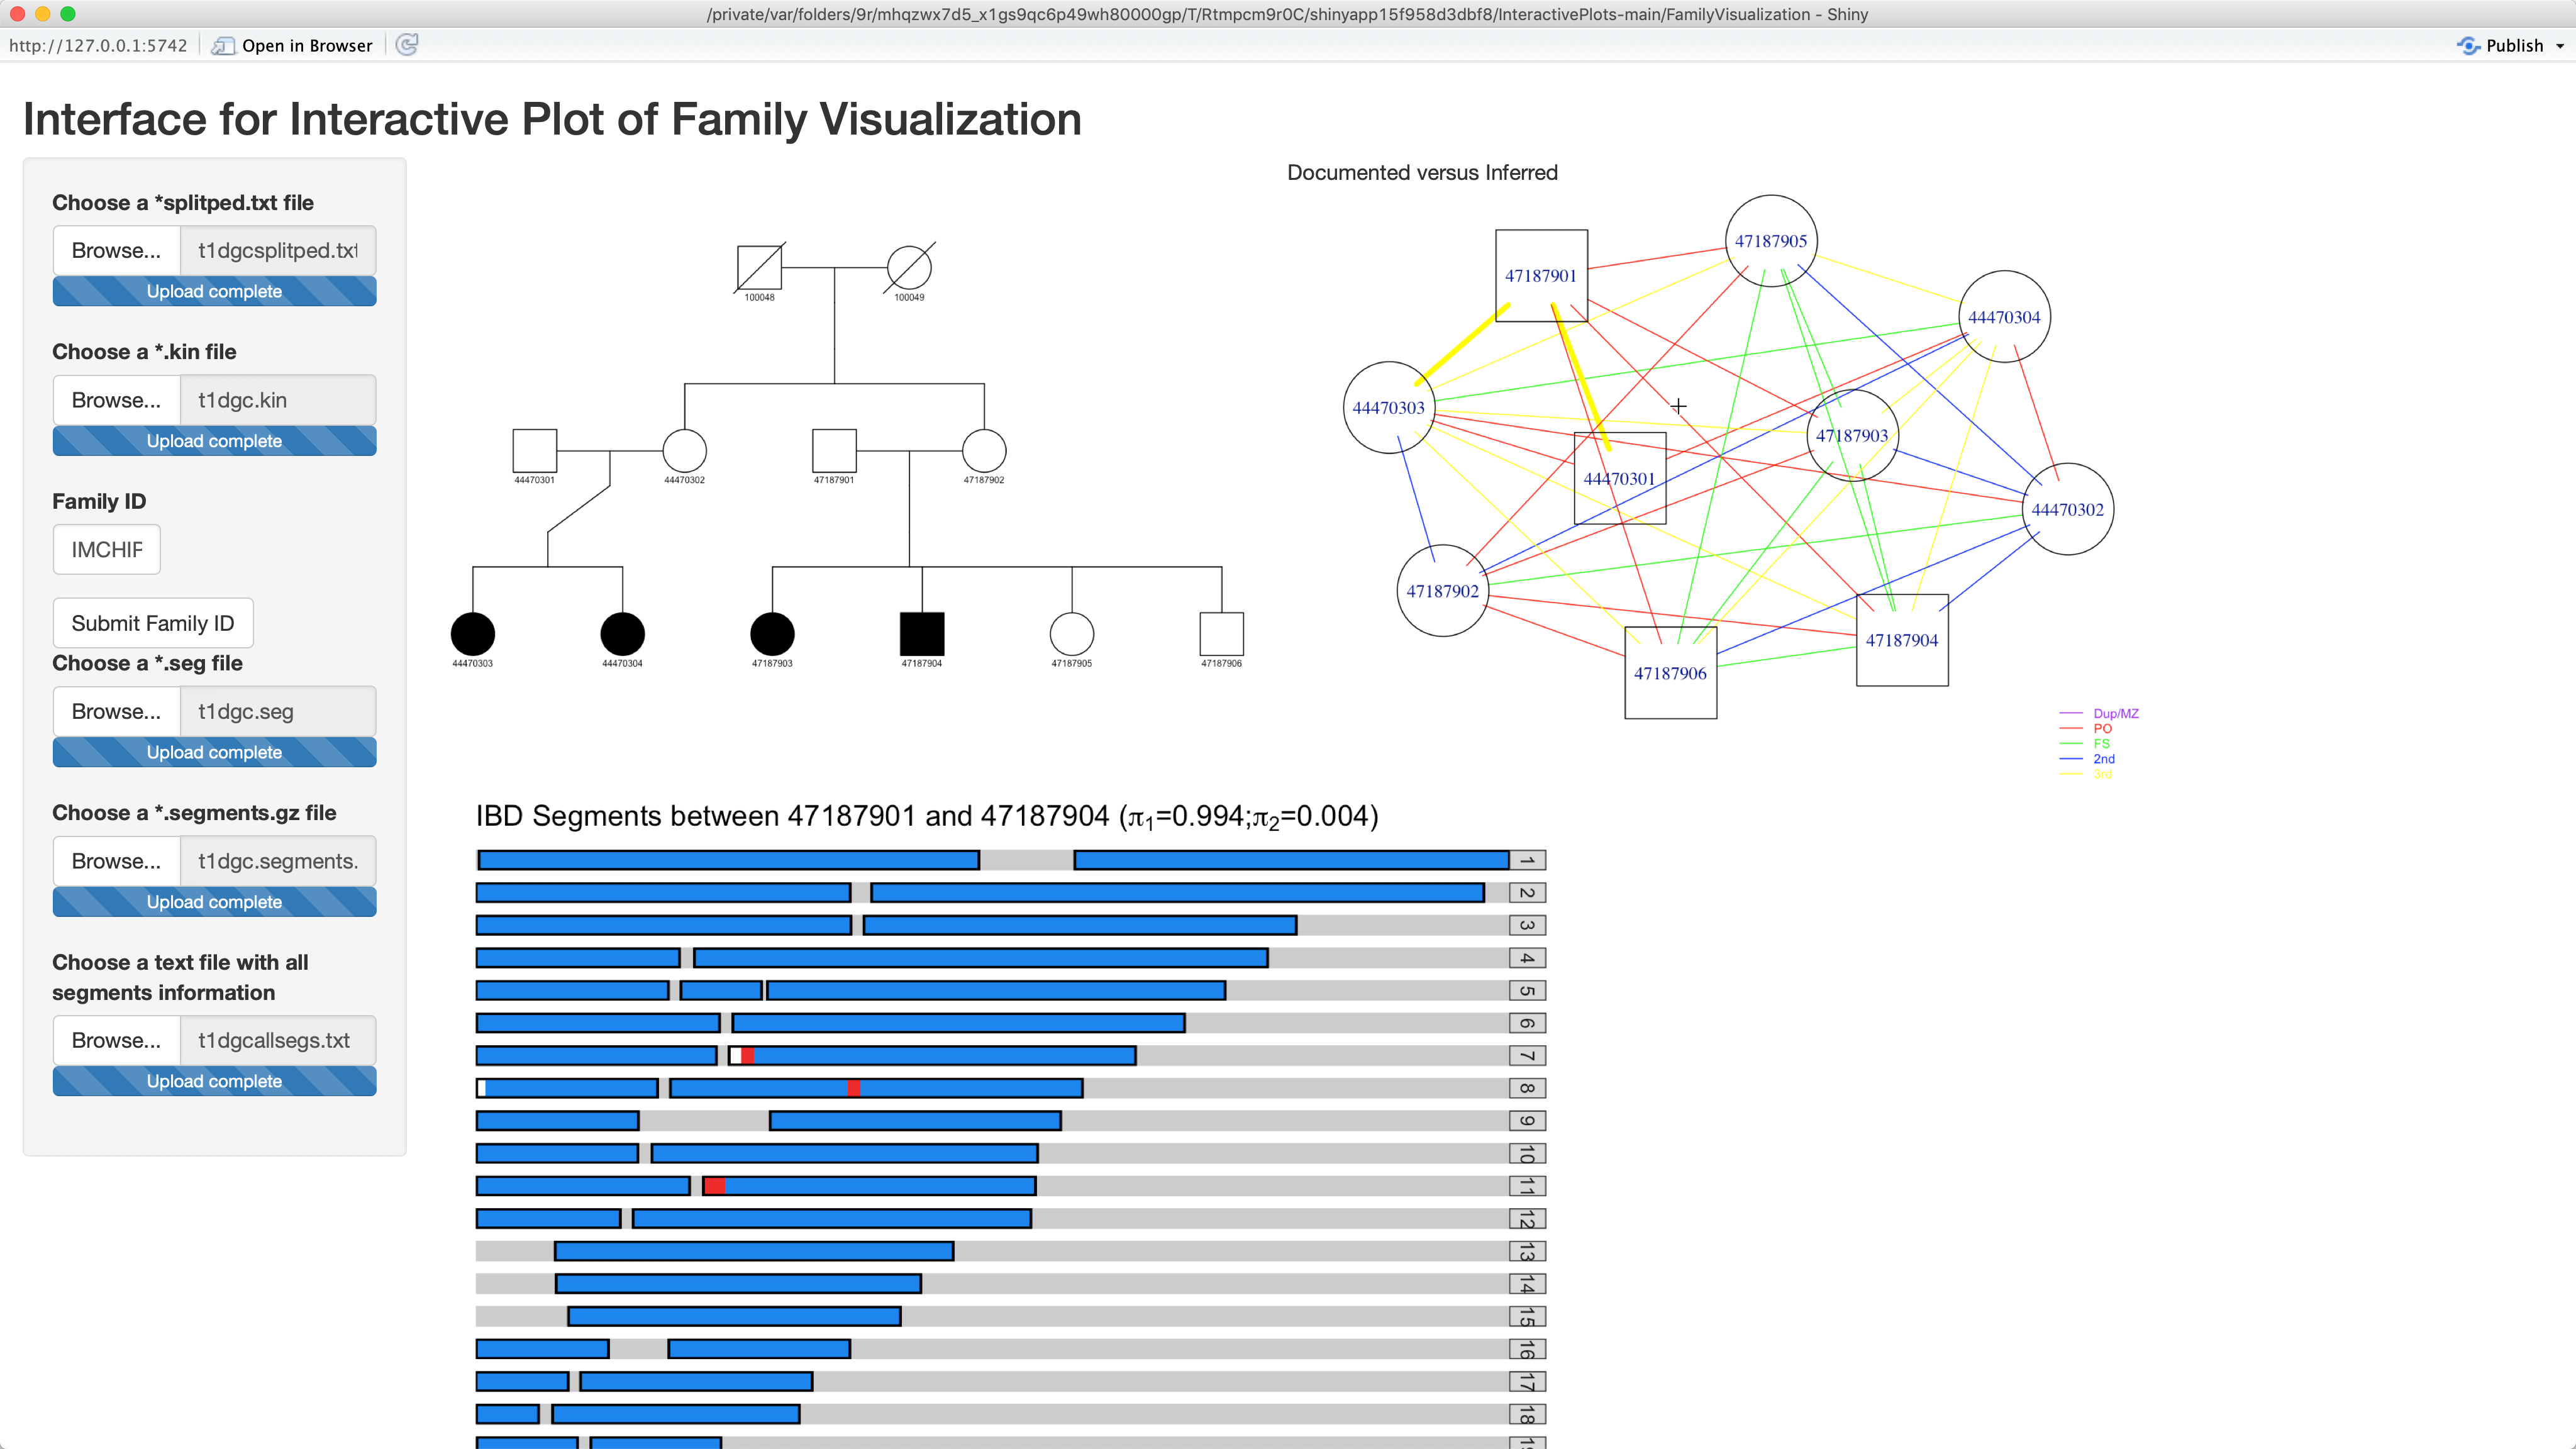 /private/var/folders/9r/mhqzwx7d5_x1gs9qc6p49wh80000gp/T/Rtmpcm9r0C/shinyapp15f958d3dbf8/InteractivePlots-main/FamilyVisualization - Shiny
http://127.0.0.1:5742
Open in Browser
Publish
Interface for Interactive Plot of Family Visualization
Choose a *splitped.txt file
Browse... t1dgcsplitped.txt
Upload complete
Choose a *.kin file
Browse... t1dgc.kin
Upload complete
Family ID
IMCHIF
Submit Family ID
Choose a *.seg file
Browse... t1dgc.seg
Upload complete
Choose a *.segments.gz file
Browse... t1dgc.segments.
Upload complete
Choose a text file with all
segments information
Browse... t1dgcallsegs.txt
Upload complete
100048 100049
44470301 44470302 47187901 47187902
44470303 44470304 47187903 47187904 47187905 47187906
Documented versus Inferred
47187905
47187901
44470304
44470303
47187903
44470301
44470302
47187902
47187904
47187906
Dup/MZ
PO
FS
2nd
3rd
IBD Segments between 47187901 and 47187904 (π1=0.994;π2=0.004)
1
2
3
4
5
6
7
8
9
10
11
12
13
14
15
16
17
18